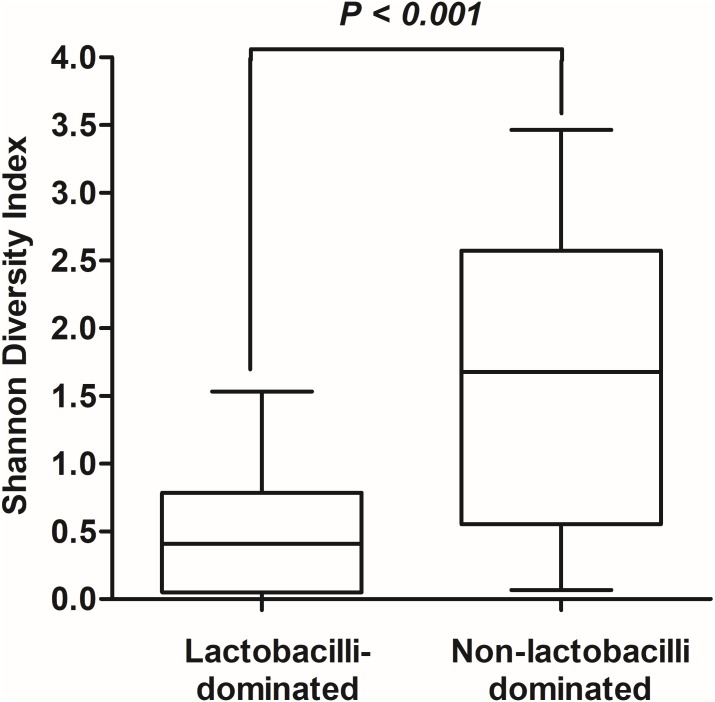 P < 0.001
Shannon Diversity Index
4.0
3.5
3.0
2.5
2.0
1.5
1.0
0.5
0.0
Lactobacilli-
dominated
Non-lactobacilli
dominated